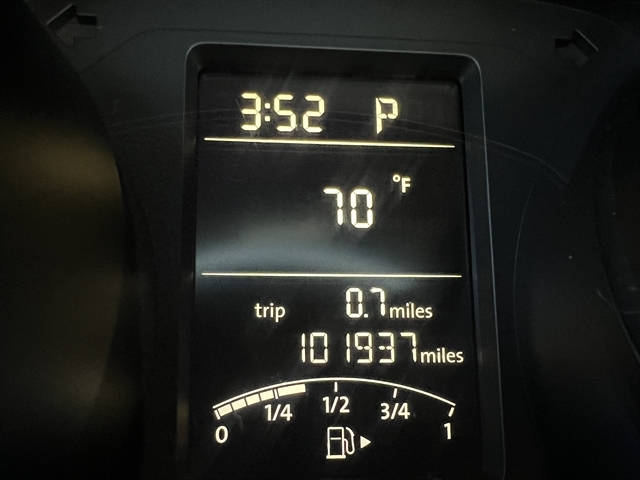 3:52 P
70 °F
trip 0.7 miles
101937 miles
0 1/4 1/2 3/4 1